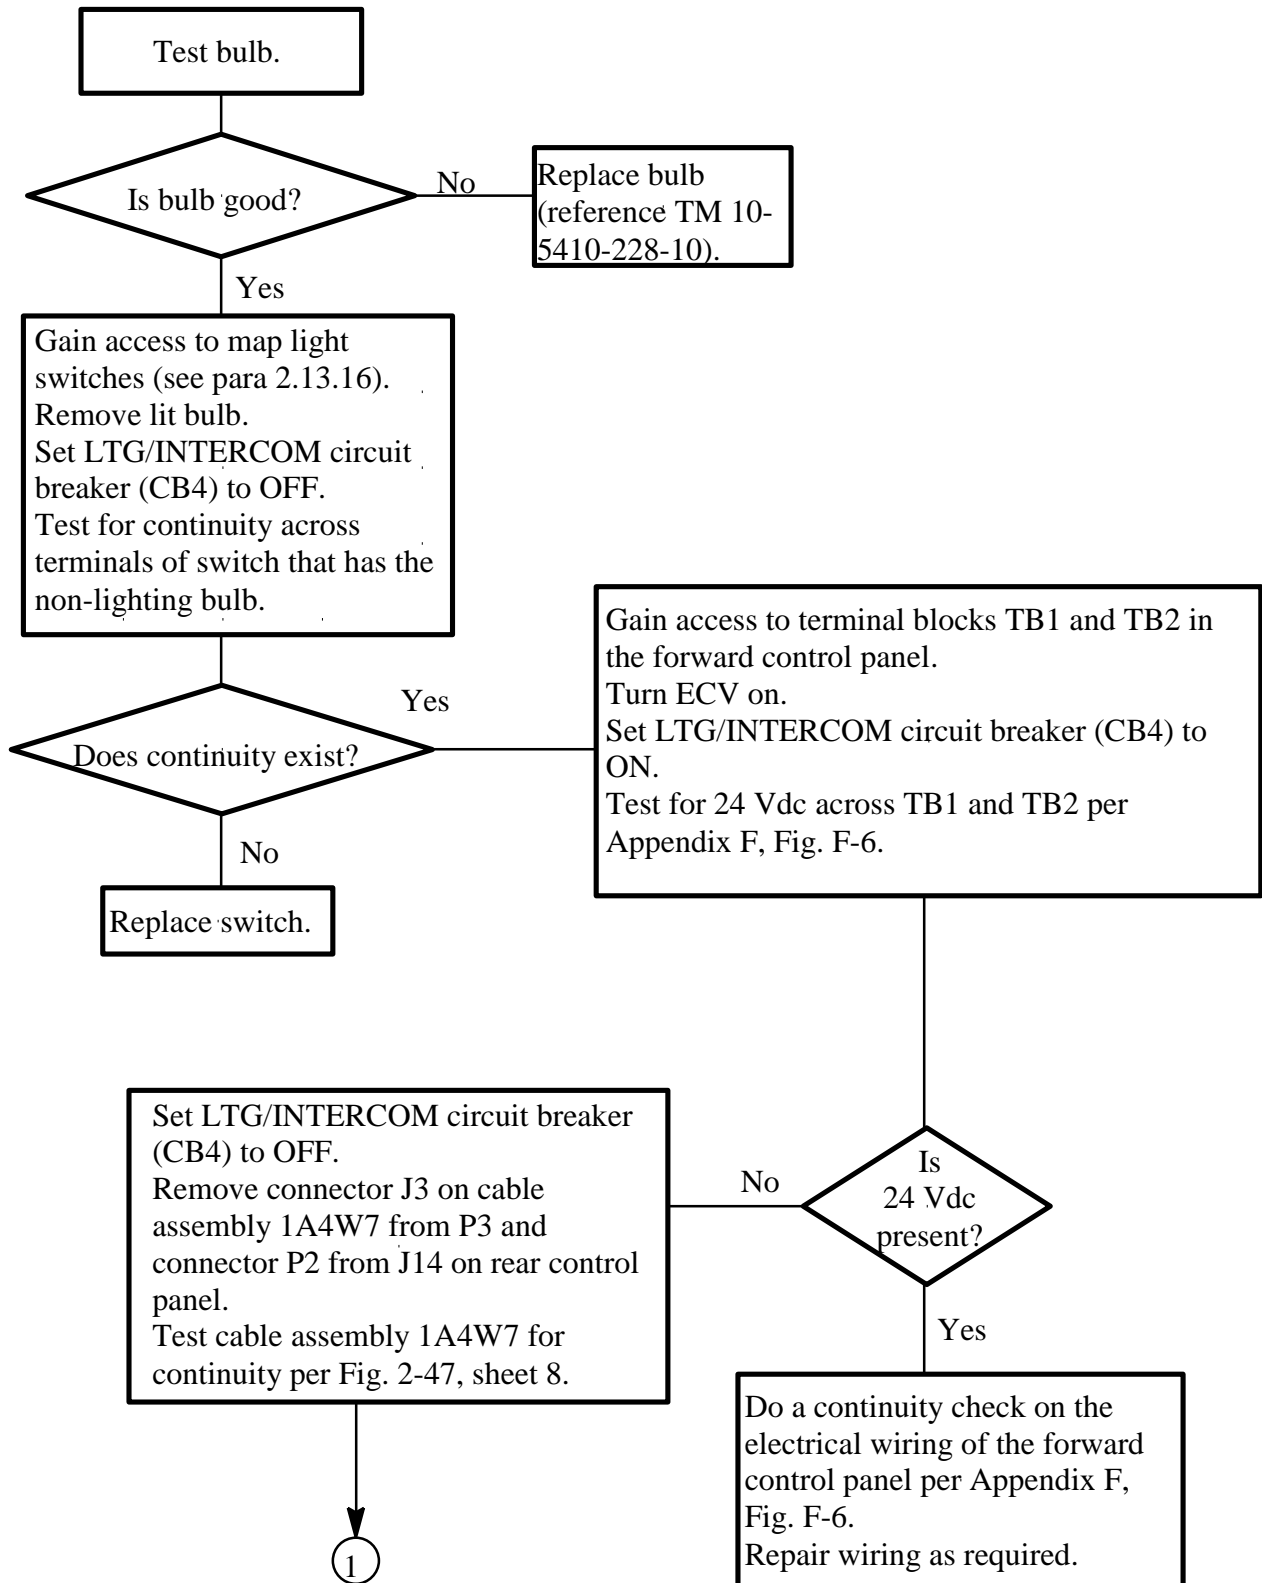 Test bulb.
Is bulb good?
No
Replace bulb
(reference TM 10-
5410-228-10).
Yes
Gain access to map light
switches (see para 2.13.16).
Remove lit bulb.
Set LTG/INTERCOM circuit
breaker (CB4) to OFF.
Test for continuity across
terminals of switch that has the
non-lighting bulb.
Does continuity exist?
Yes
No
Replace switch.
Gain access to terminal blocks TB1 and TB2 in
the forward control panel.
Turn ECV on.
Set LTG/INTERCOM circuit breaker (CB4) to
ON.
Test for 24 Vdc across TB1 and TB2 per
Appendix F, Fig. F-6.
Is
24 Vdc
present?
No
Set LTG/INTERCOM circuit breaker
(CB4) to OFF.
Remove connector J3 on cable
assembly 1A4W7 from P3 and
connector P2 from J14 on rear control
panel.
Test cable assembly 1A4W7 for
continuity per Fig. 2-47, sheet 8.
1
Yes
Do a continuity check on the
electrical wiring of the forward
control panel per Appendix F,
Fig. F-6.
Repair wiring as required.